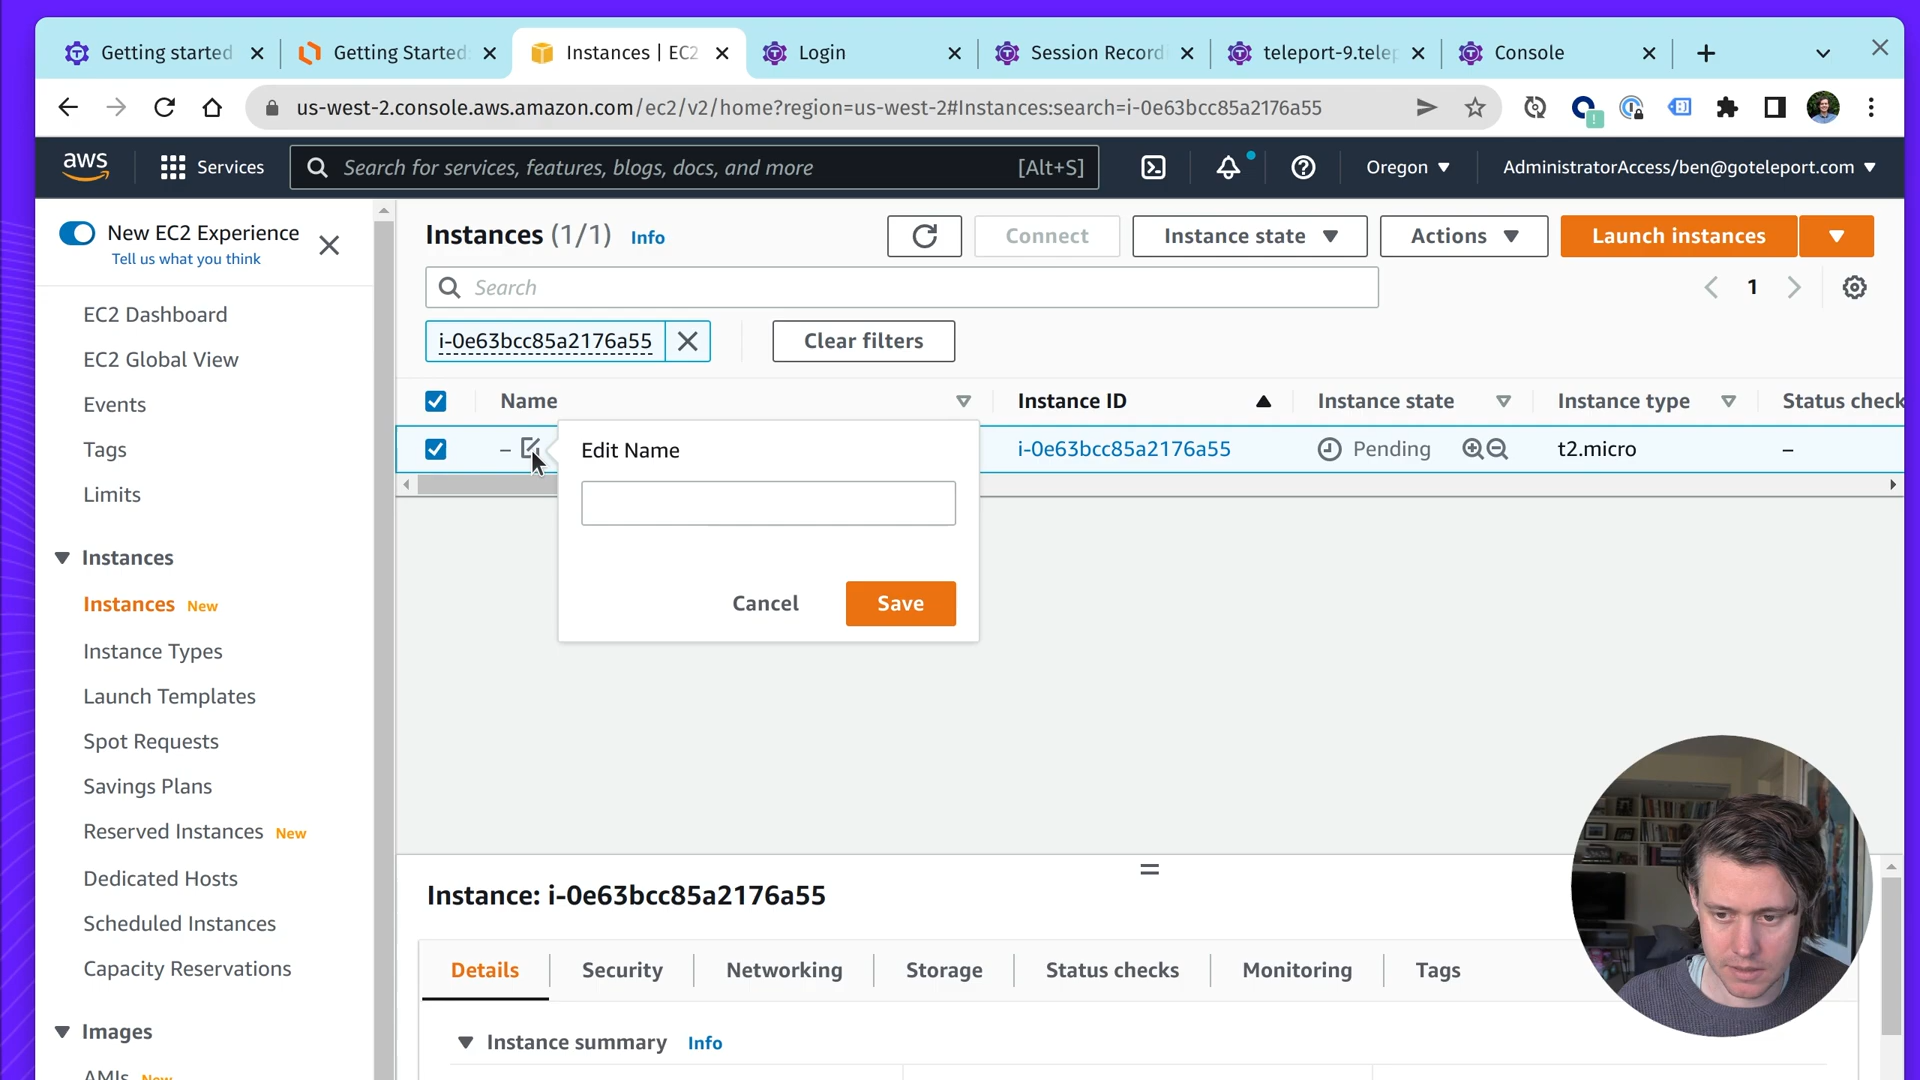 Getting started
Getting Started
Instances | EC2
Login
Session Record
teleport-9.telep
Console
us-west-2.console.aws.amazon.com/ec2/v2/home?region=us-west-2#Instances:search=i-0e63bcc85a2176a55
aws
Services
Search for services, features, blogs, docs, and more
[Alt+S]
Oregon
AdministratorAccess/ben@goteleport.com
New EC2 Experience
Tell us what you think
EC2 Dashboard
EC2 Global View
Events
Tags
Limits
Instances
Instances New
Instance Types
Launch Templates
Spot Requests
Savings Plans
Reserved Instances New
Dedicated Hosts
Scheduled Instances
Capacity Reservations
Images
AMIs New
Instances (1/1) Info
Connect
Instance state
Actions
Launch instances
Search
1
i-0e63bcc85a2176a55
Clear filters
Name
Instance ID
Instance state
Instance type
Status check
–
i-0e63bcc85a2176a55
Pending
t2.micro
–
Edit Name
Cancel
Save
Instance: i-0e63bcc85a2176a55
Details
Security
Networking
Storage
Status checks
Monitoring
Tags
Instance summary Info